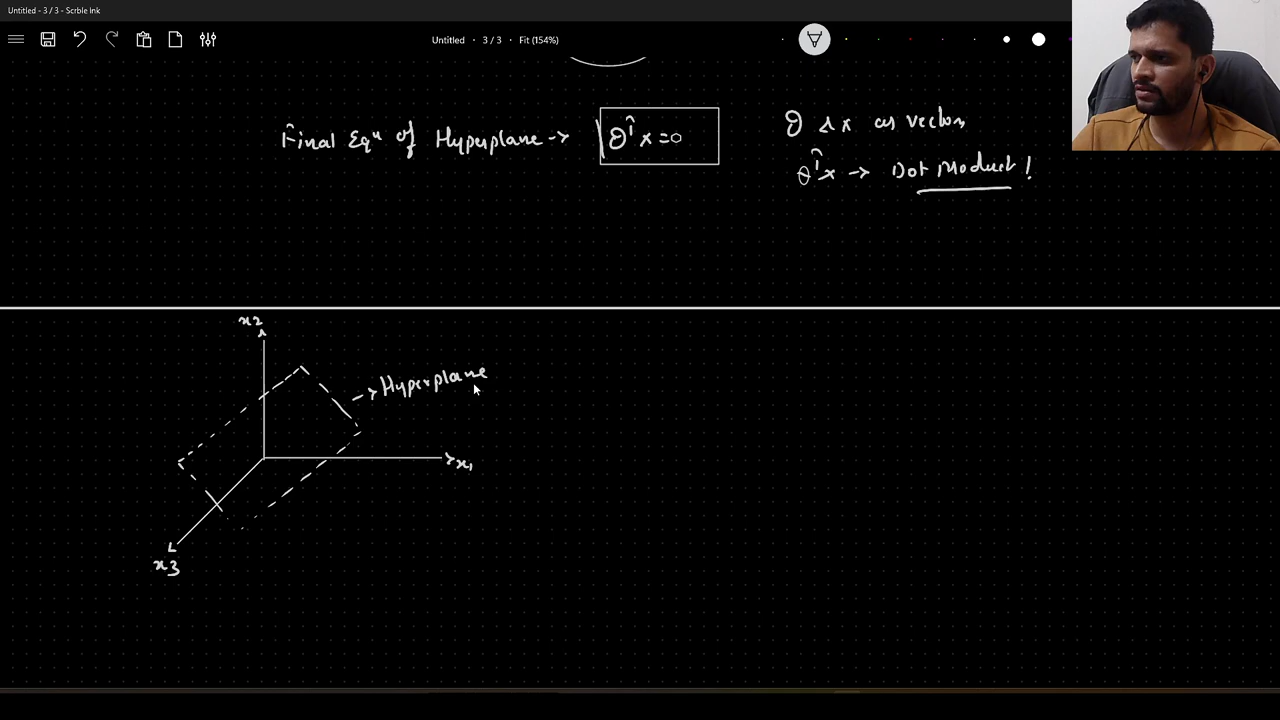 Untitled - 3 / 3 - Scrble Ink
Untitled · 3 / 3 · Fit (154%)
Final Equⁿ of Hyperplane -> θᵀx=0
θ & x as vectors
θᵀx -> Dot Product!
x2
-> Hyperplane
x1
x3